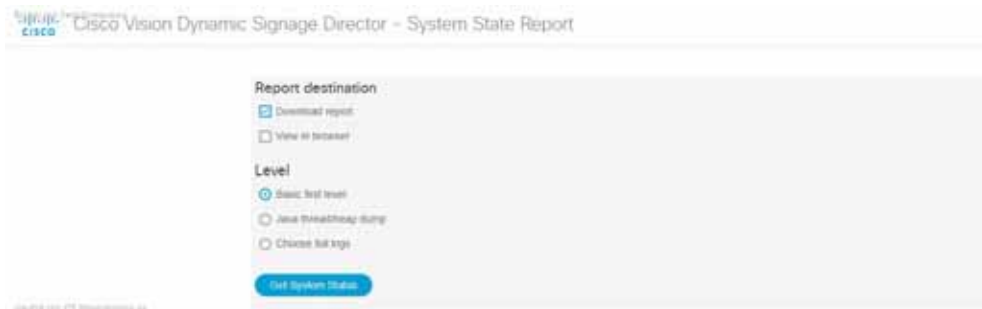 CISCO Cisco Vision Dynamic Signage Director - System State Report
Report destination
Download report
View in browser
Level
Basic first level
Java thread/heap dump
Choose full logs
Get System Status